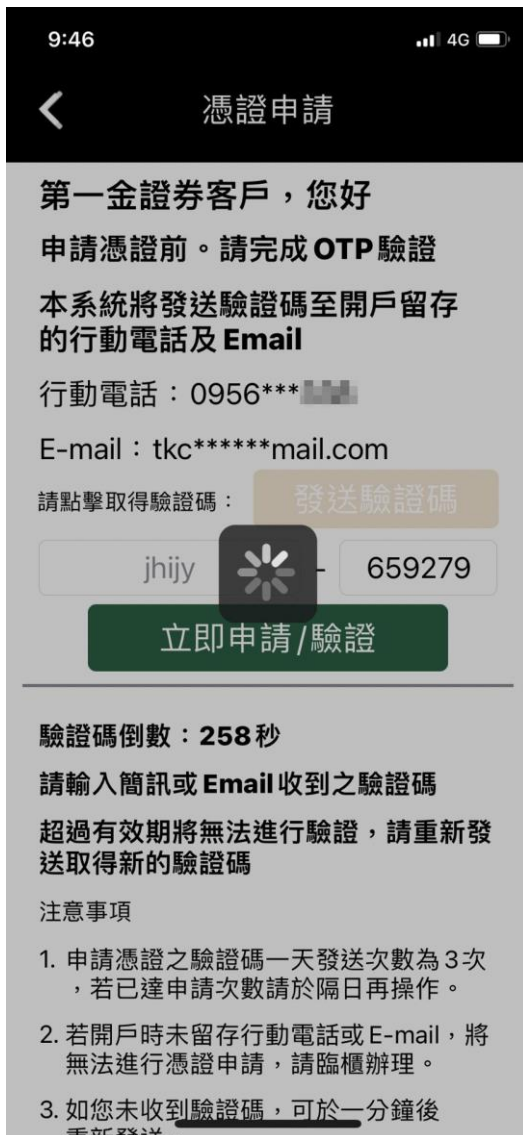 9:46
4G
憑證申請
第一金證券客戶，您好
申請憑證前。請完成OTP驗證
本系統將發送驗證碼至開戶留存
的行動電話及Email
行動電話：0956***
E-mail：tkc******mail.com
請點擊取得驗證碼： 發送驗證碼
jhijy - 659279
立即申請/驗證
驗證碼倒數：258秒
請輸入簡訊或Email收到之驗證碼
超過有效期將無法進行驗證，請重新發
送取得新的驗證碼
注意事項
1. 申請憑證之驗證碼一天發送次數為3次
，若已達申請次數請於隔日再操作。
2. 若開戶時未留存行動電話或E-mail，將
無法進行憑證申請，請臨櫃辦理。
3. 如您未收到驗證碼，可於一分鐘後
重新發送